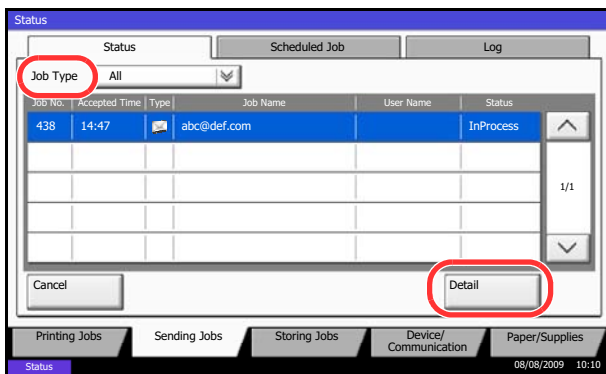 Status
Status Scheduled Job Log
Job Type All
Job No. Accepted Time Type Job Name User Name Status
438 14:47 abc@def.com InProcess
1/1
Cancel Detail
Printing Jobs Sending Jobs Storing Jobs Device/
Communication Paper/Supplies
Status 08/08/2009 10:10